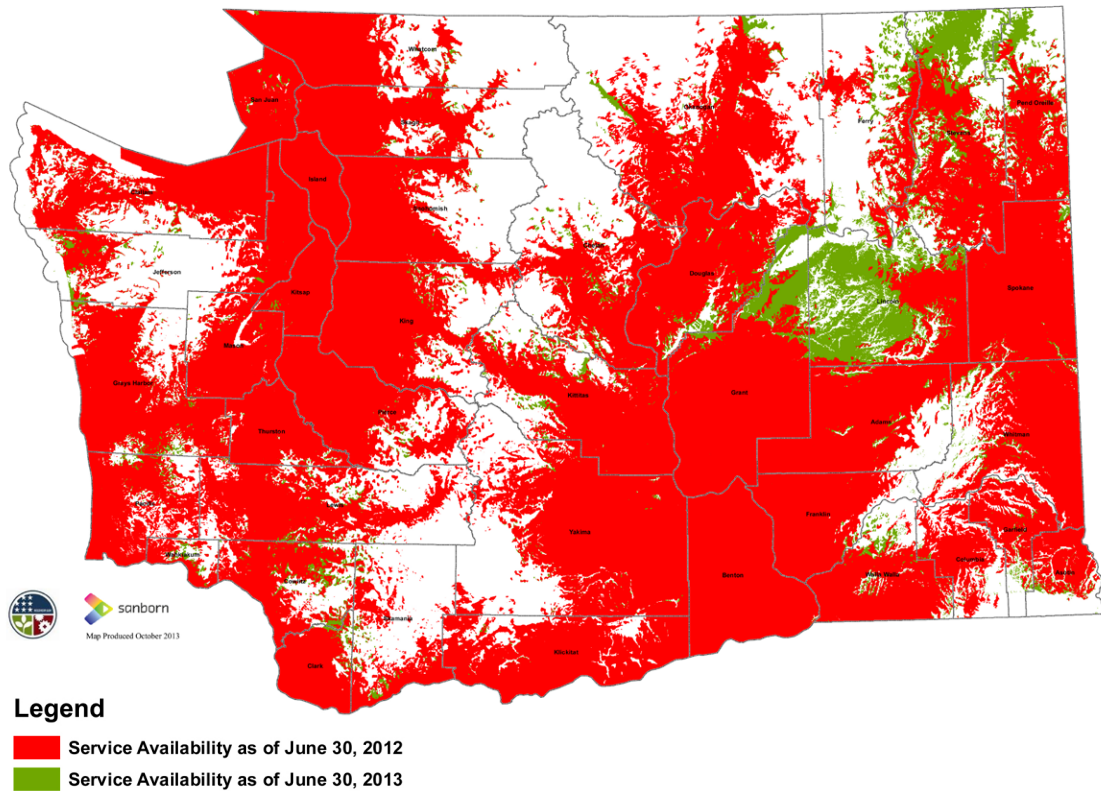 Whatcom
San Juan
Skagit
Okanogan
Ferry
Stevens
Pend Oreille
Clallam
Island
Snohomish
Chelan
Jefferson
Douglas
Lincoln
Spokane
Kitsap
King
Mason
Grays Harbor
Kittitas
Grant
Pierce
Thurston
Adams
Whitman
Pacific
Lewis
Yakima
Franklin
Garfield
Wahkiakum
Cowlitz
Benton
Walla Walla
Columbia
Asotin
Skamania
Klickitat
Clark
sanborn
Map Produced October 2013
Legend
Service Availability as of June 30, 2012
Service Availability as of June 30, 2013